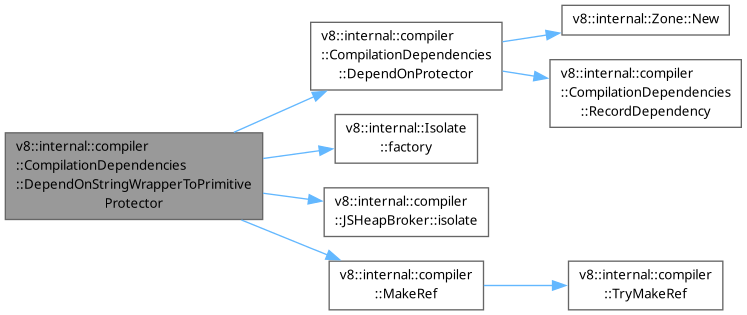 v8::internal::compiler
::CompilationDependencies
::DependOnStringWrapperToPrimitive
Protector
v8::internal::compiler
::CompilationDependencies
::DependOnProtector
v8::internal::Zone::New
v8::internal::compiler
::CompilationDependencies
::RecordDependency
v8::internal::Isolate
::factory
v8::internal::compiler
::JSHeapBroker::isolate
v8::internal::compiler
::MakeRef
v8::internal::compiler
::TryMakeRef